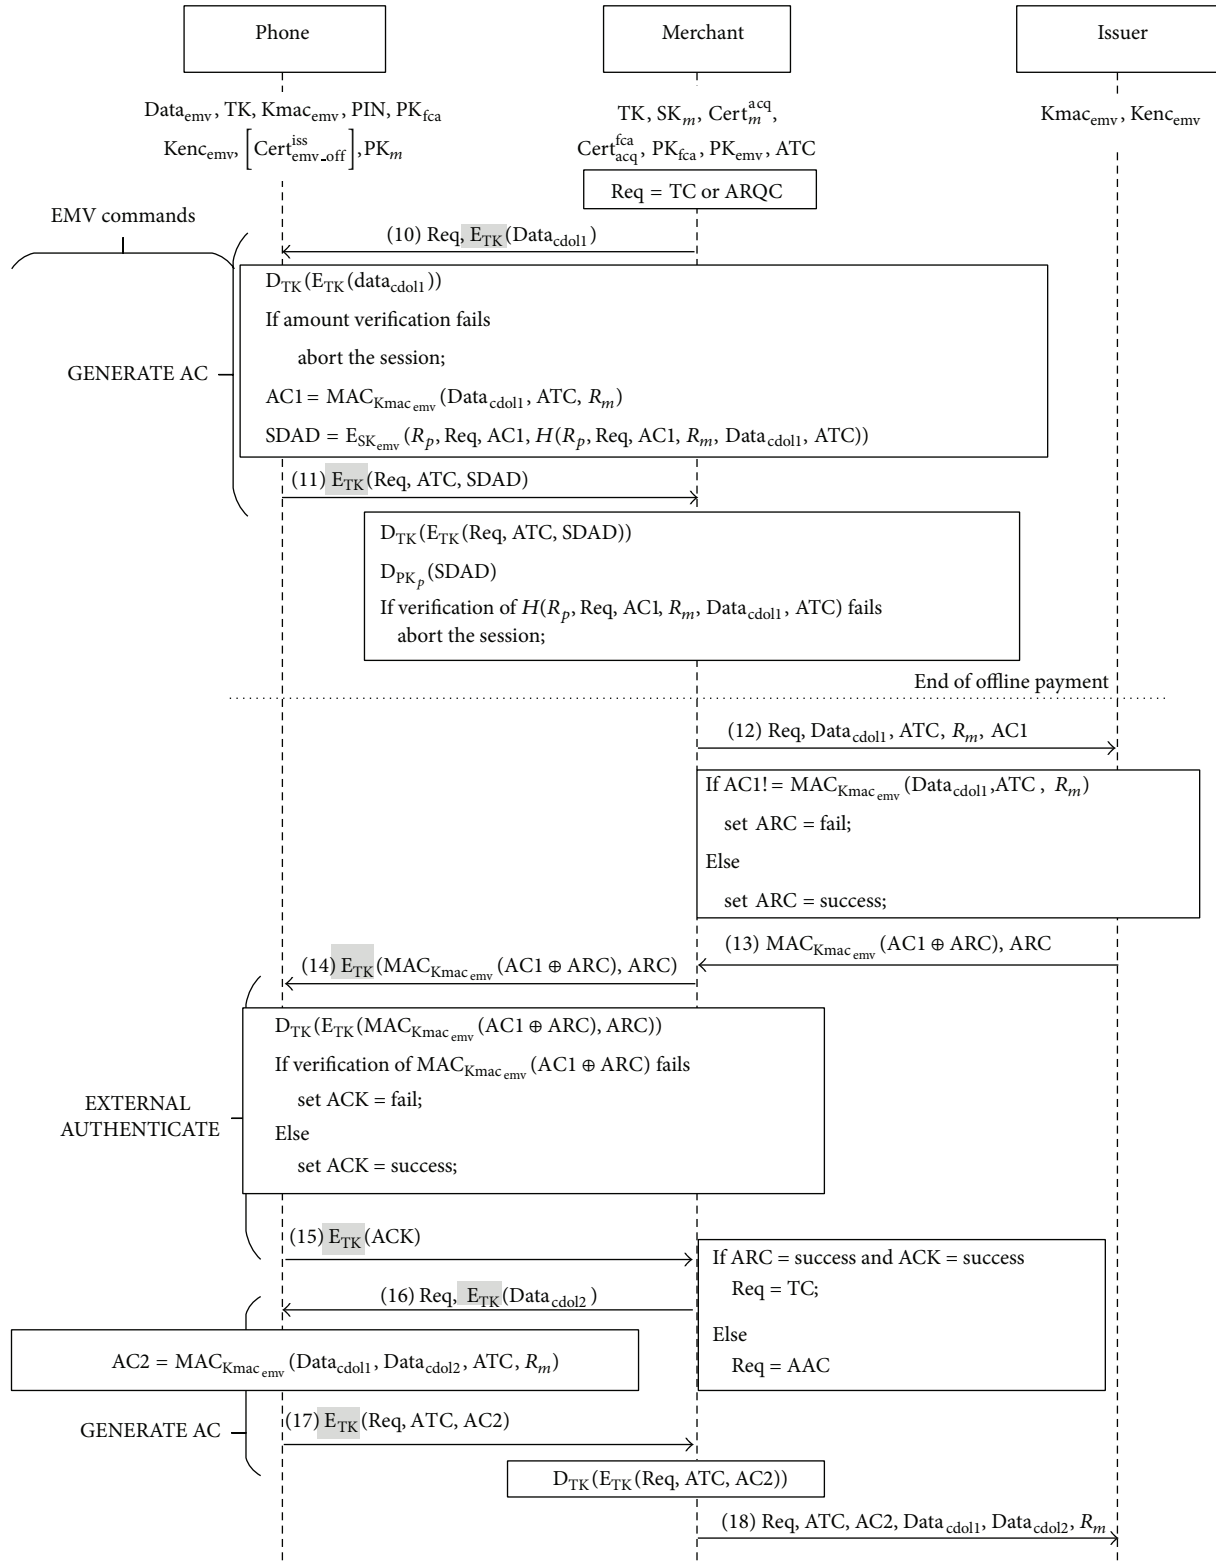 Phone
Merchant
Issuer
Data_emv, TK, Kmac_emv, PIN, PK_fca
Kenc_emv, [Cert_emv_off^iss], PK_m
TK, SK_m, Cert_m^acq,
Cert_acq^fca, PK_fca, PK_emv, ATC
Kmac_emv, Kenc_emv
Req = TC or ARQC
EMV commands
(10) Req, E_TK(Data_cdol1)
D_TK(E_TK(data_cdol1))
If amount verification fails
abort the session;
GENERATE AC
AC1 = MAC_Kmac_emv(Data_cdol1, ATC, R_m)
SDAD = E_SK_emv(R_p, Req, AC1, H(R_p, Req, AC1, R_m, Data_cdol1, ATC))
(11) E_TK(Req, ATC, SDAD)
D_TK(E_TK(Req, ATC, SDAD))
D_PK_p(SDAD)
If verification of H(R_p, Req, AC1, R_m, Data_cdol1, ATC) fails
abort the session;
End of offline payment
(12) Req, Data_cdol1, ATC, R_m, AC1
If AC1! = MAC_Kmac_emv(Data_cdol1,ATC , R_m)
set ARC = fail;
Else
set ARC = success;
(13) MAC_Kmac_emv(AC1 ⊕ ARC), ARC
(14) E_TK(MAC_Kmac_emv(AC1 ⊕ ARC), ARC)
D_TK(E_TK(MAC_Kmac_emv(AC1 ⊕ ARC), ARC))
If verification of MAC_Kmac_emv(AC1 ⊕ ARC) fails
set ACK = fail;
Else
set ACK = success;
EXTERNAL
AUTHENTICATE
(15) E_TK(ACK)
If ARC = success and ACK = success
Req = TC;
Else
Req = AAC
(16) Req, E_TK(Data_cdol2)
AC2 = MAC_Kmac_emv(Data_cdol1, Data_cdol2, ATC, R_m)
GENERATE AC
(17) E_TK(Req, ATC, AC2)
D_TK(E_TK(Req, ATC, AC2))
(18) Req, ATC, AC2, Data_cdol1, Data_cdol2, R_m